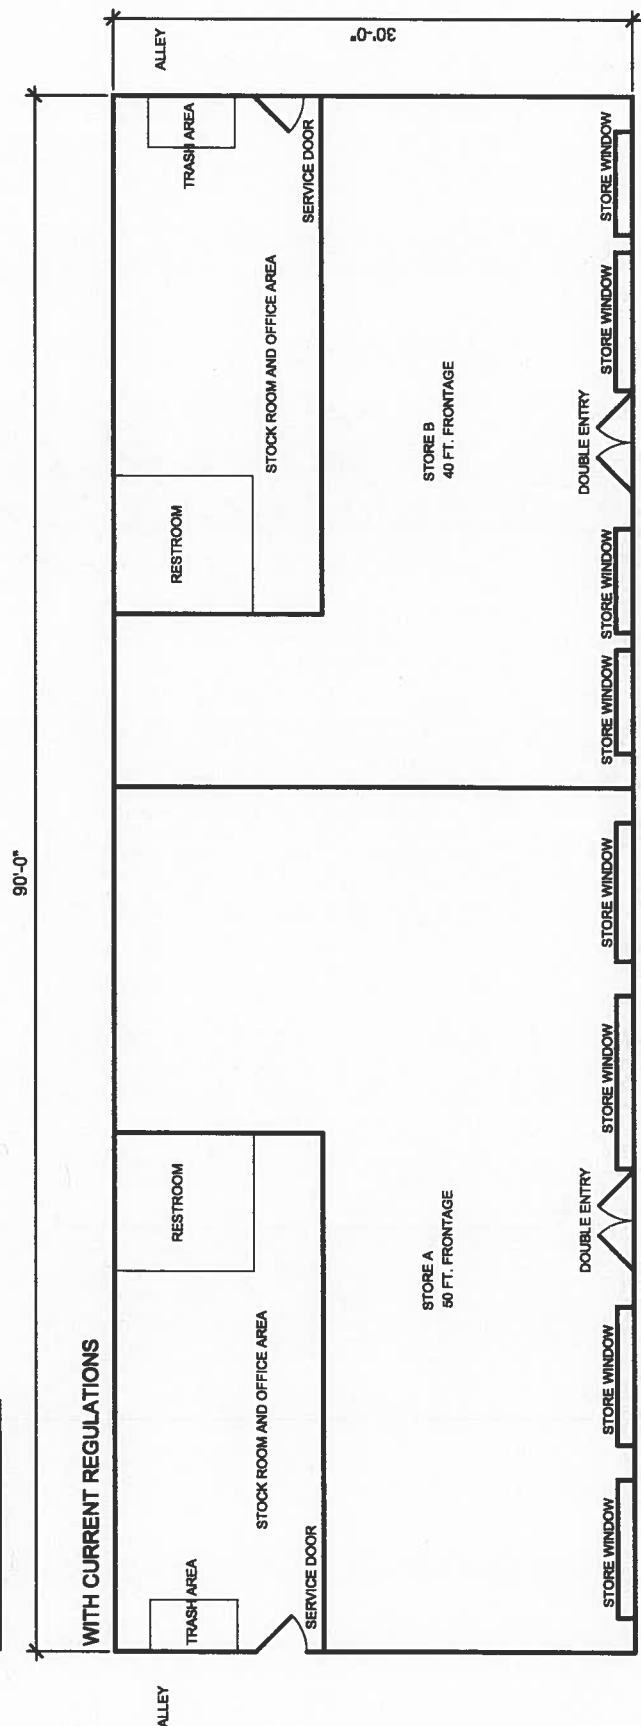 90'-0"
WITH CURRENT REGULATIONS
ALLEY
TRASH AREA
SERVICE DOOR
STOCK ROOM AND OFFICE AREA
RESTROOM
STORE A
50 FT. FRONTAGE
STORE WINDOW
STORE WINDOW
DOUBLE ENTRY
STORE WINDOW
STORE WINDOW
RESTROOM
STOCK ROOM AND OFFICE AREA
TRASH AREA
SERVICE DOOR
ALLEY
30'-0"
STORE B
40 FT. FRONTAGE
STORE WINDOW
STORE WINDOW
DOUBLE ENTRY
STORE WINDOW
STORE WINDOW